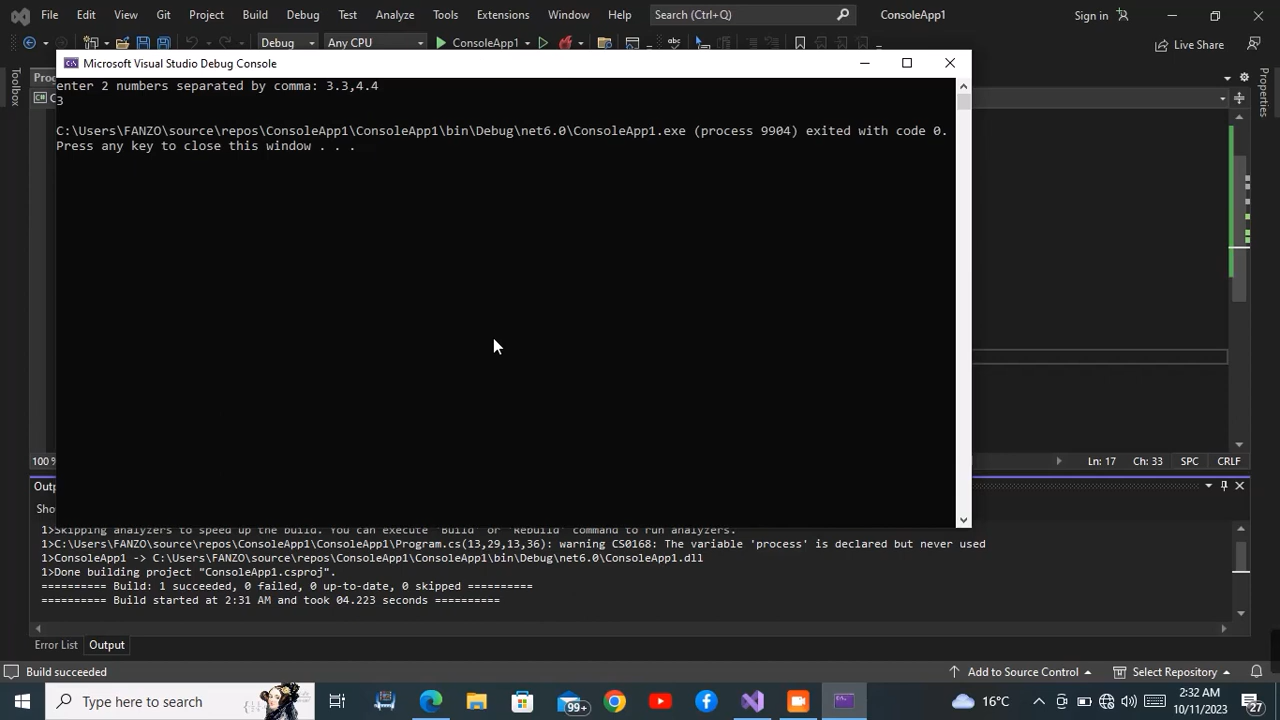 File Edit View Git Project Build Debug Test Analyze Tools Extensions Window Help Search (Ctrl+Q) ConsoleApp1 Sign in
Debug Any CPU ConsoleApp1 Live Share
Microsoft Visual Studio Debug Console
Toolbox
Properties
enter 2 numbers separated by comma: 3.3,4.4
3
C:\Users\FANZO\source\repos\ConsoleApp1\ConsoleApp1\bin\Debug\net6.0\ConsoleApp1.exe (process 9904) exited with code 0.
Press any key to close this window . . .
100 % Ln: 17 Ch: 33 SPC CRLF
1>Skipping analyzers to speed up the build. You can execute 'Build' or 'Rebuild' command to run analyzers.
1>C:\Users\FANZO\source\repos\ConsoleApp1\ConsoleApp1\Program.cs(13,29,13,36): warning CS0168: The variable 'process' is declared but never used
1>ConsoleApp1 -> C:\Users\FANZO\source\repos\ConsoleApp1\ConsoleApp1\bin\Debug\net6.0\ConsoleApp1.dll
1>Done building project "ConsoleApp1.csproj".
========== Build: 1 succeeded, 0 failed, 0 up-to-date, 0 skipped ==========
========== Build started at 2:31 AM and took 04.223 seconds ==========
Error List Output
Build succeeded Add to Source Control Select Repository
Type here to search 99+ 16°C 2:32 AM
10/11/2023 27